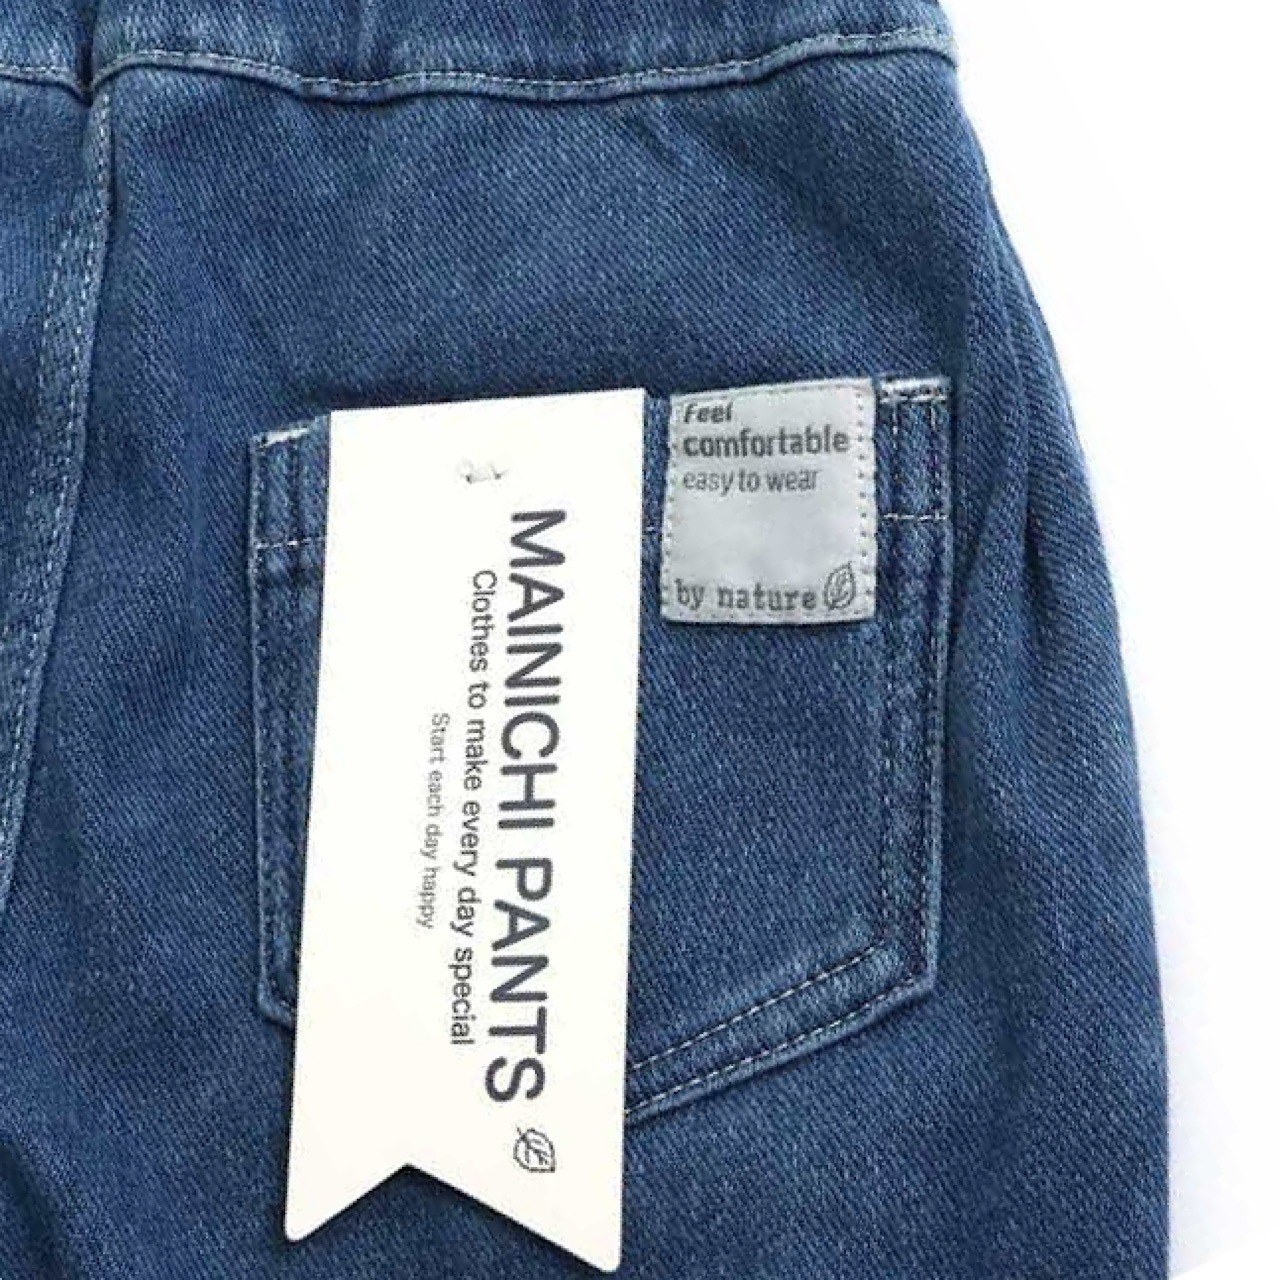 MAINICHI PANTS
Clothes to make every day special
Start each day happy
feel
comfortable
easy to wear
by nature